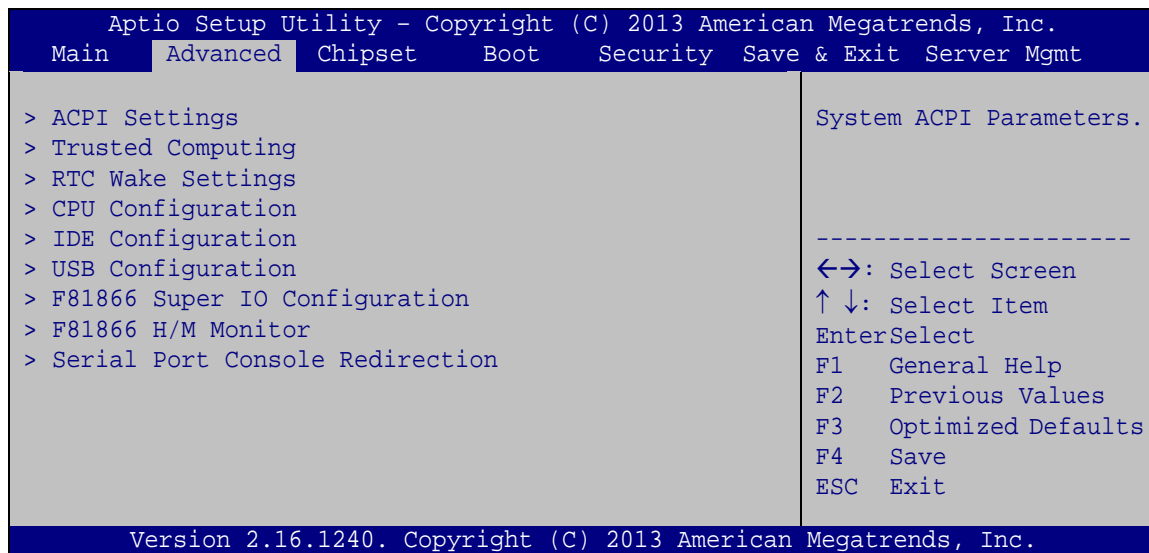 Aptio Setup Utility – Copyright (C) 2013 American Megatrends, Inc.
Main Advanced Chipset Boot Security Save & Exit Server Mgmt
> ACPI Settings
> Trusted Computing
> RTC Wake Settings
> CPU Configuration
> IDE Configuration
> USB Configuration
> F81866 Super IO Configuration
> F81866 H/M Monitor
> Serial Port Console Redirection
System ACPI Parameters.
----------------------
←→: Select Screen
↑ ↓: Select Item
EnterSelect
F1 General Help
F2 Previous Values
F3 Optimized Defaults
F4 Save
ESC Exit
Version 2.16.1240. Copyright (C) 2013 American Megatrends, Inc.